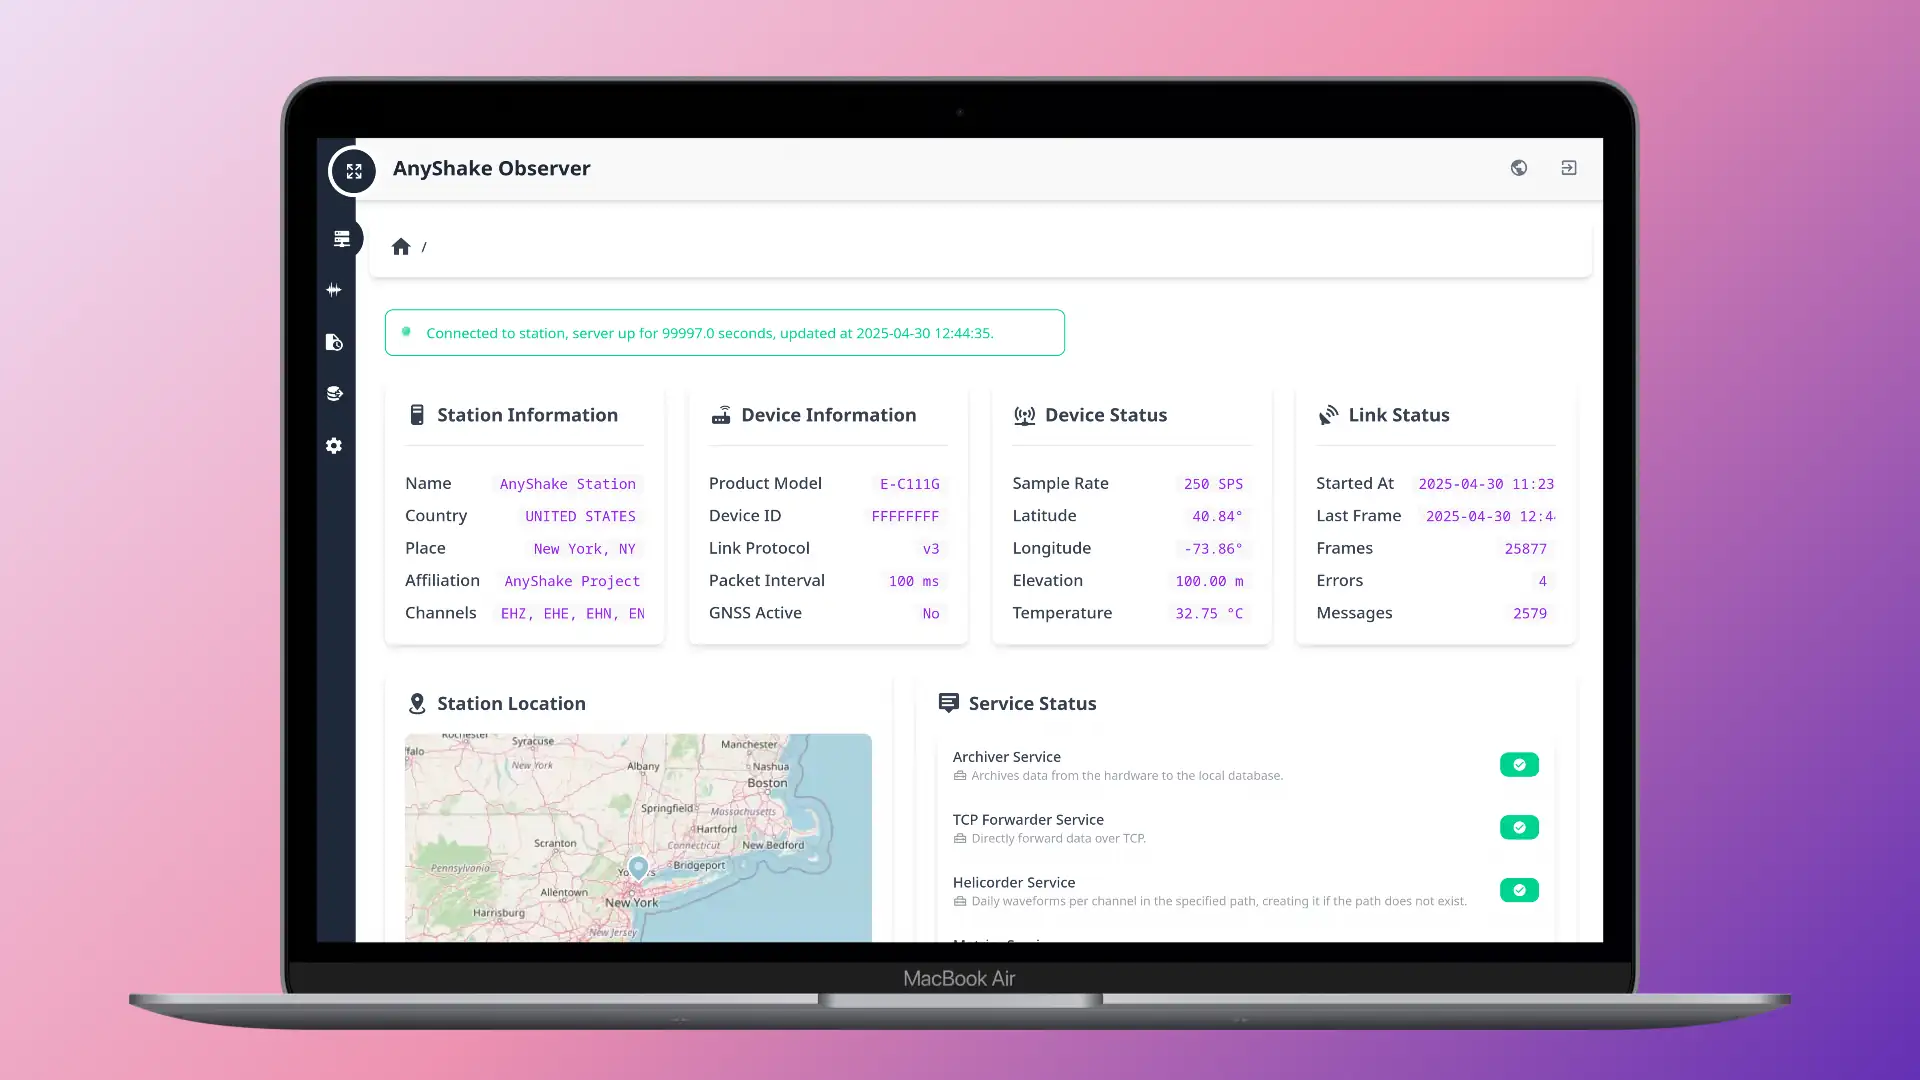 AnyShake Observer
/
Connected to station, server up for 99997.0 seconds, updated at 2025-04-30 12:44:35.
Station Information
Name AnyShake Station
Country UNITED STATES
Place New York, NY
Affiliation AnyShake Project
Channels EHZ, EHE, EHN, EN
Device Information
Product Model E-C111G
Device ID FFFFFFFF
Link Protocol v3
Packet Interval 100 ms
GNSS Active No
Device Status
Sample Rate 250 SPS
Latitude 40.84°
Longitude -73.86°
Elevation 100.00 m
Temperature 32.75 °C
Link Status
Started At 2025-04-30 11:23
Last Frame 2025-04-30 12:4
Frames 25877
Errors 4
Messages 2579
Station Location
Rochester
Syracuse
Manchester
falo
New York
Albany
Nashua
Boston
Springfield
Massachusetts
Hartford
Scranton
Connecticut
New Bedford
Pennsylvania
Bridgeport
Allentown
New York
Harrisburg
New Jersey
Service Status
Archiver Service
Archives data from the hardware to the local database.
TCP Forwarder Service
Directly forward data over TCP.
Helicorder Service
Daily waveforms per channel in the specified path, creating it if the path does not exist.
MacBook Air